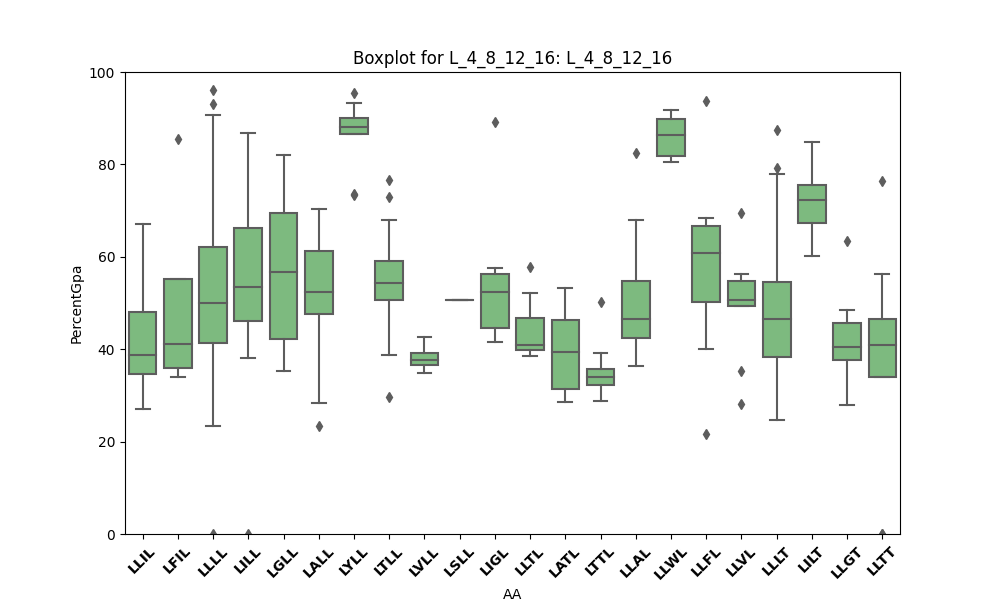 Boxplot for L_4_8_12_16: L_4_8_12_16
100
80
60
40
20
0
PercentGpa
LLIL LFIL LLLL LILL LGLL LALL LYLL LTLL LVLL LSLL LIGL LLTL LATL LTTL LLAL LLWL LLFL LLVL LLLT LILT LLGT LLTT
AA